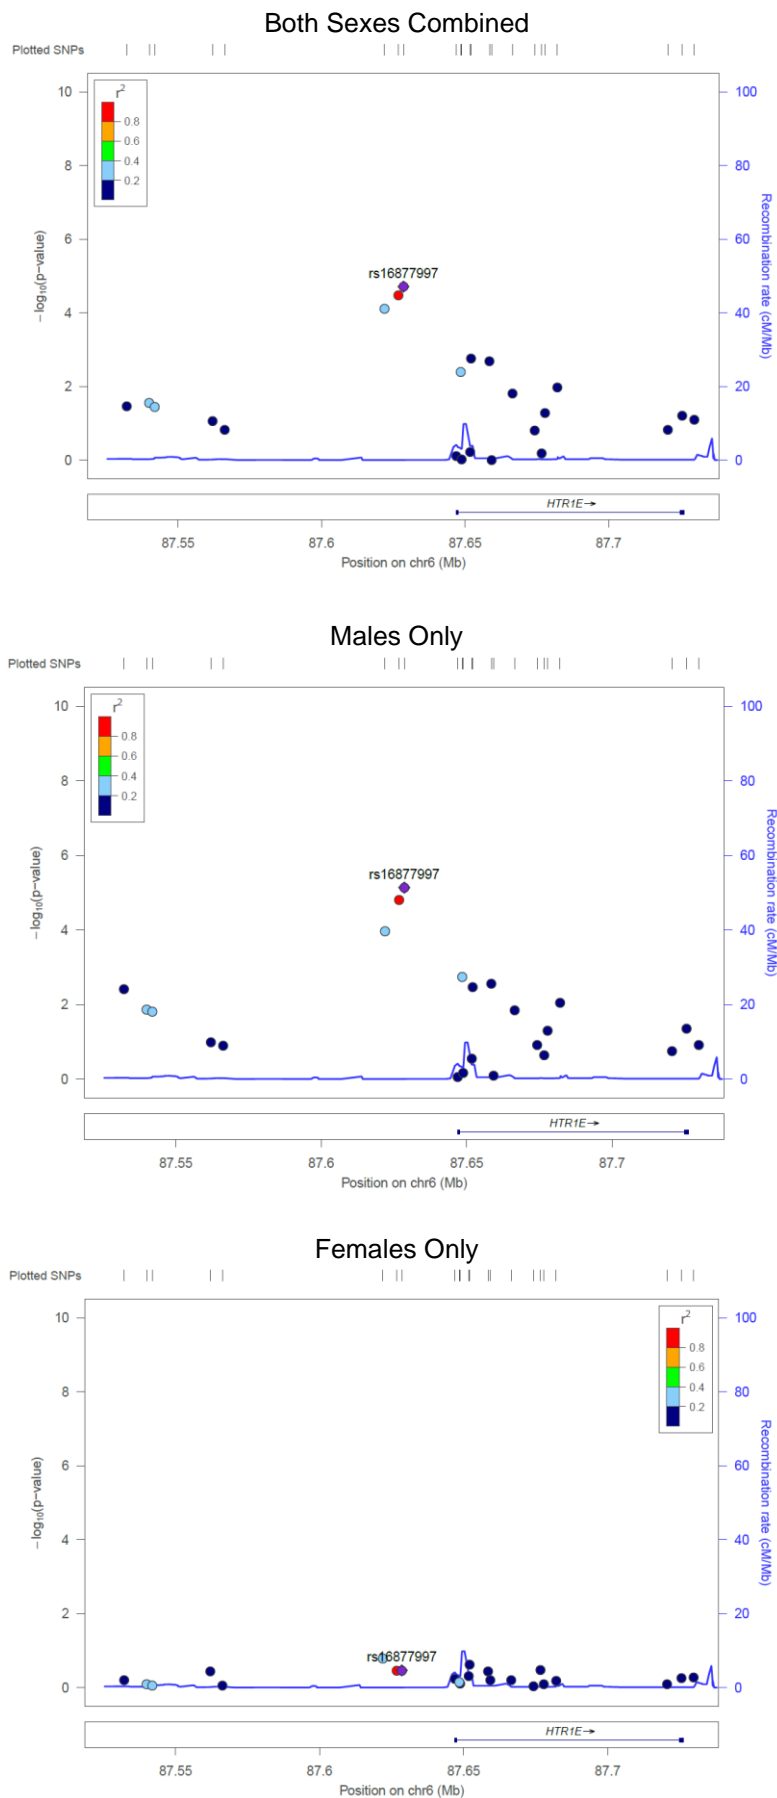 Both Sexes Combined
Plotted SNPs
r²
0.8
0.6
0.4
0.2
10
8
6
4
2
0
−log₁₀(p−value)
100
80
60
40
20
0
Recombination rate (cM/Mb)
rs16877997
HTR1E→
87.55 87.6 87.65 87.7
Position on chr6 (Mb)
Males Only
Plotted SNPs
r²
0.8
0.6
0.4
0.2
10
8
6
4
2
0
−log₁₀(p−value)
100
80
60
40
20
0
Recombination rate (cM/Mb)
rs16877997
HTR1E→
87.55 87.6 87.65 87.7
Position on chr6 (Mb)
Females Only
Plotted SNPs
r²
0.8
0.6
0.4
0.2
10
8
6
4
2
0
−log₁₀(p−value)
100
80
60
40
20
0
Recombination rate (cM/Mb)
rs16877997
HTR1E→
87.55 87.6 87.65 87.7
Position on chr6 (Mb)